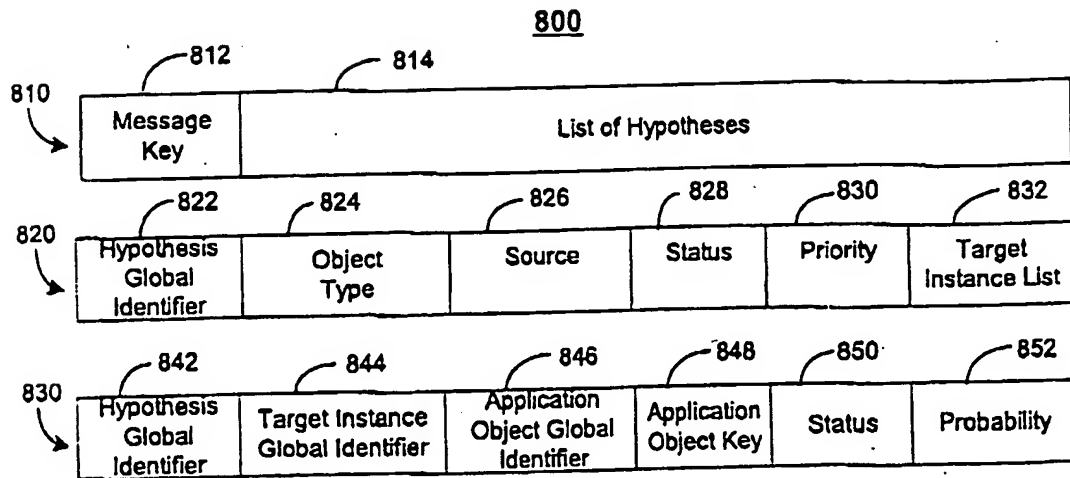 800
812
814
810
Message
Key
List of Hypotheses
822
824
826
828
830
832
820
Hypothesis
Global
Identifier
Object
Type
Source
Status
Priority
Target
Instance List
842
844
846
848
850
852
830
Hypothesis
Global
Identifier
Target Instance
Global Identifier
Application
Object Global
Identifier
Application
Object Key
Status
Probability